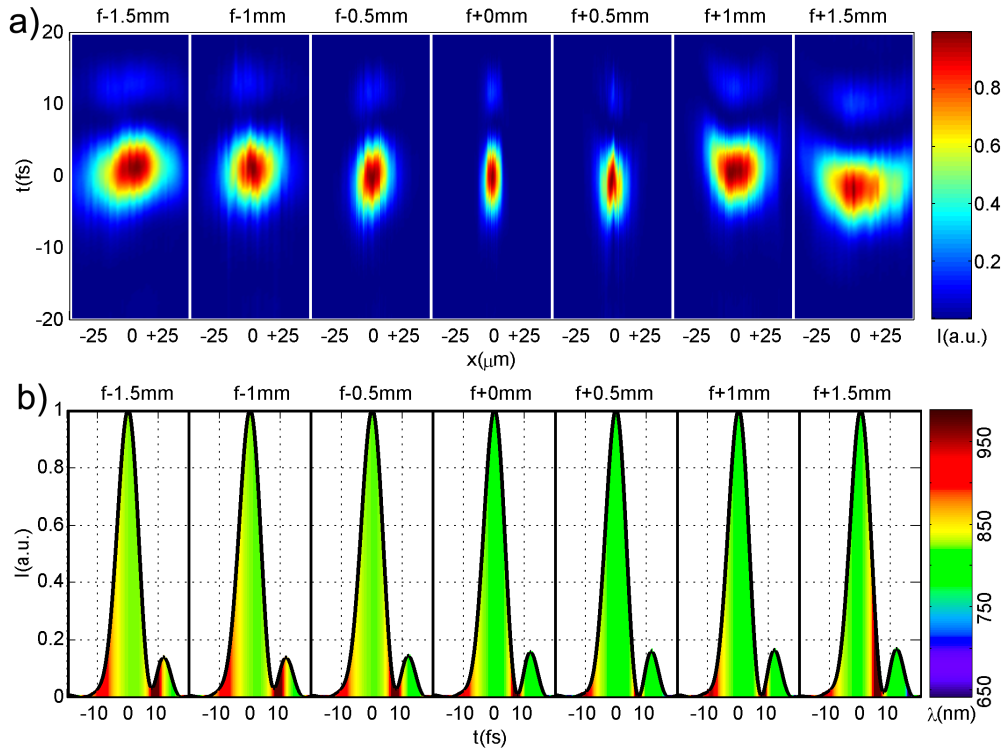 a)
f-1.5mm f-1mm f-0.5mm f+0mm f+0.5mm f+1mm f+1.5mm
20
10
0
-10
-20
t(fs)
-25 0 +25 -25 0 +25 -25 0 +25 -25 0 +25 -25 0 +25 -25 0 +25 -25 0 +25
x(μm)
0.8
0.6
0.4
0.2
I(a.u.)
b)
f-1.5mm f-1mm f-0.5mm f+0mm f+0.5mm f+1mm f+1.5mm
1
0.8
0.6
0.4
0.2
0
I(a.u.)
-10 0 10 -10 0 10 -10 0 10 -10 0 10 -10 0 10 -10 0 10 -10 0 10
t(fs)
950
850
750
650
λ(nm)